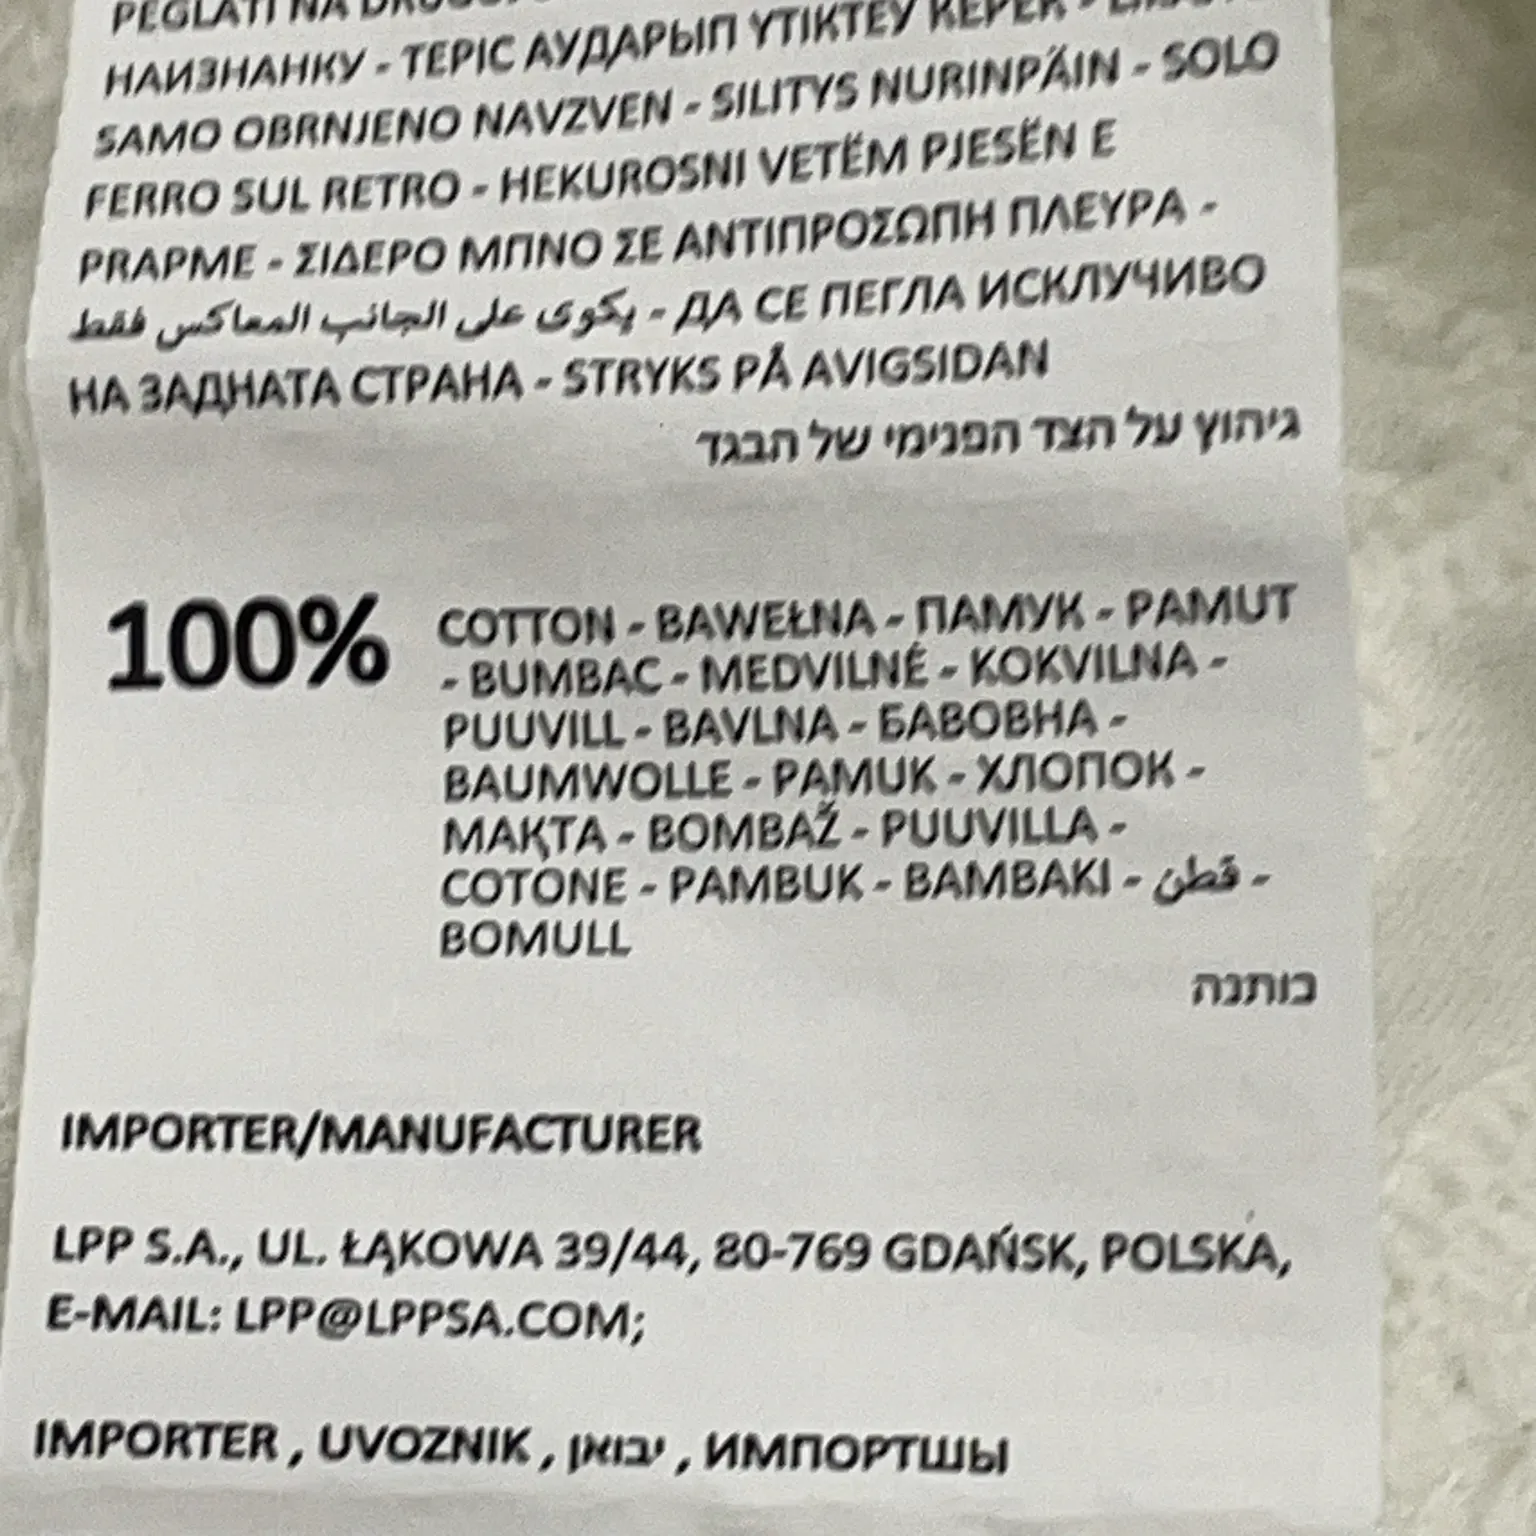 PEGLATI NA
НАИЗНАНКУ - ТЕРІС АУДАРЫП ҮТІКТЕУ КЕРЕК -
SAMO OBRNJENO NAVZVEN - SILITYS NURINPÄIN - SOLO
FERRO SUL RETRO - HEKUROSNI VETËM PJESËN E
PRAPME - ΣΙΔΕΡΟ ΜΠΝΟ ΣΕ ΑΝΤΙΠΡΟΣΩΠΗ ΠΛΕΥΡΑ -
يكوى على الجانب المعاكس فقط - ДА СЕ ПЕГЛА ИСКЛУЧИВО
НА ЗАДНАТА СТРАНА - STRYKS PÅ AVIGSIDAN
גיהוץ על הצד הפנימי של הבגד
100% COTTON - BAWEŁNA - ПАМУК - PAMUT
- BUMBAC - MEDVILNĖ - KOKVILNA -
PUUVILL - BAVLNA - БАВОВНА -
BAUMWOLLE - PAMUK - ХЛОПОК -
МАҚТА - BOMBAŽ - PUUVILLA -
COTONE - PAMBUK - BAMBAKI - قطن -
BOMULL
כותנה
IMPORTER/MANUFACTURER
LPP S.A., UL. ŁĄKOWA 39/44, 80-769 GDAŃSK, POLSKA,
E-MAIL: LPP@LPPSA.COM;
IMPORTER , UVOZNIK , יבואן , ИМПОРТШЫ